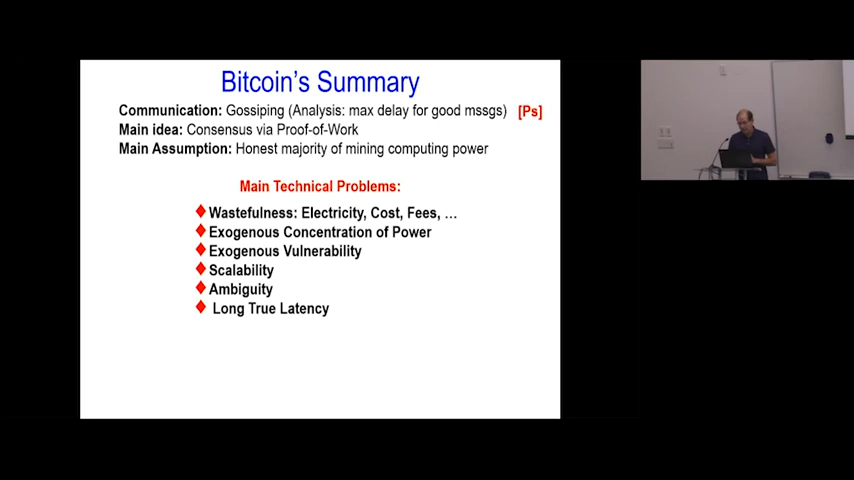 Bitcoin's Summary
Communication: Gossiping (Analysis: max delay for good mssgs) [Ps]
Main idea: Consensus via Proof-of-Work
Main Assumption: Honest majority of mining computing power
Main Technical Problems:
Wastefulness: Electricity, Cost, Fees, ...
Exogenous Concentration of Power
Exogenous Vulnerability
Scalability
Ambiguity
Long True Latency